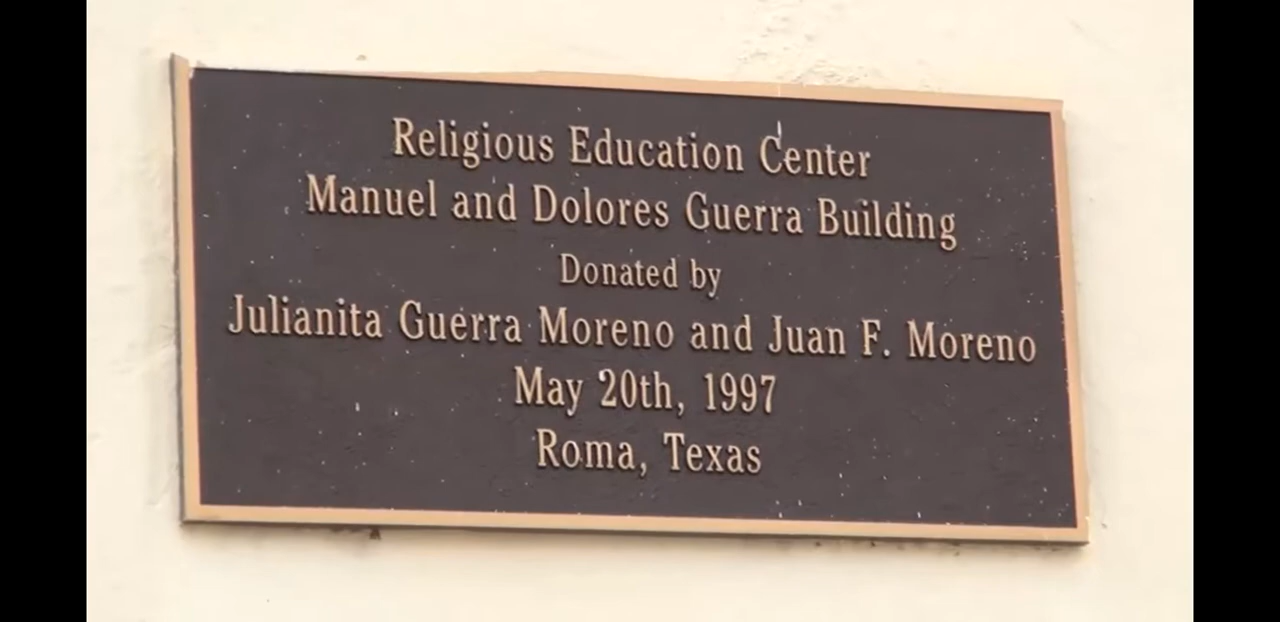 Religious Education Center
Manuel and Dolores Guerra Building
Donated by
Julianita Guerra Moreno and Juan F. Moreno
May 20th, 1997
Roma, Texas